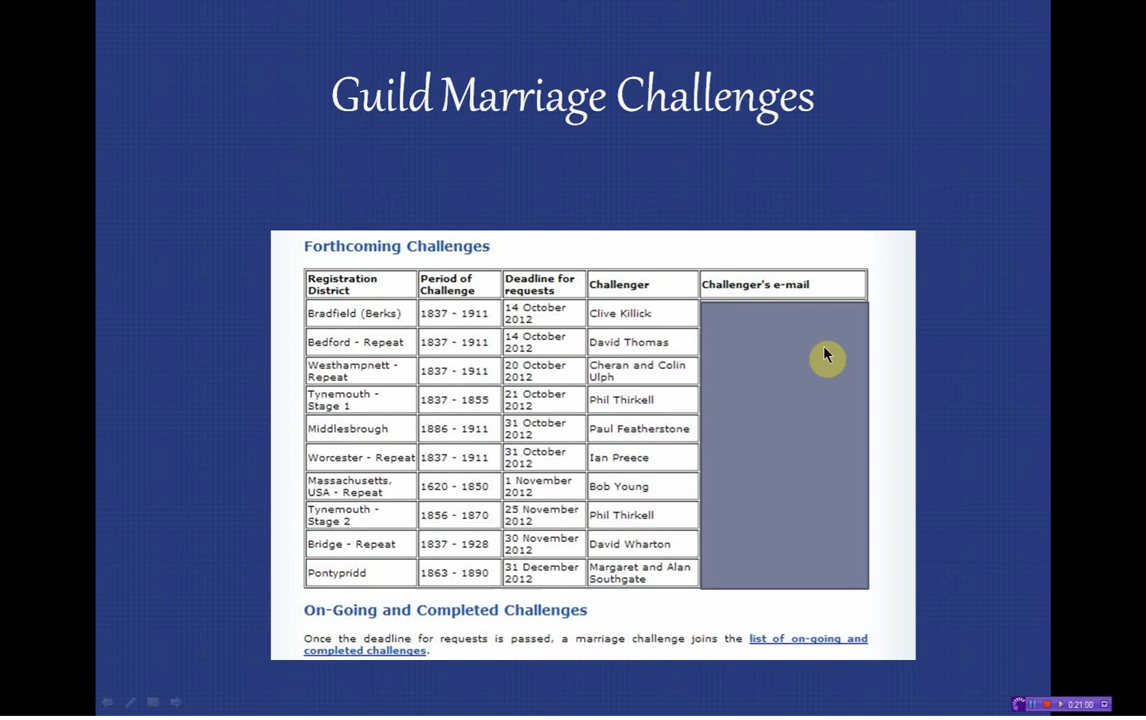 Guild Marriage Challenges
Forthcoming Challenges
Registration District Period of Challenge Deadline for requests Challenger Challenger's e-mail
Bradfield (Berks) 1837 - 1911 14 October 2012 Clive Killick
Bedford - Repeat 1837 - 1911 14 October 2012 David Thomas
Westhampnett - Repeat 1837 - 1911 20 October 2012 Cheran and Colin Ulph
Tynemouth - Stage 1 1837 - 1855 21 October 2012 Phil Thirkell
Middlesbrough 1886 - 1911 31 October 2012 Paul Featherstone
Worcester - Repeat 1837 - 1911 31 October 2012 Ian Preece
Massachusetts, USA - Repeat 1620 - 1850 1 November 2012 Bob Young
Tynemouth - Stage 2 1856 - 1870 25 November 2012 Phil Thirkell
Bridge - Repeat 1837 - 1928 30 November 2012 David Wharton
Pontypridd 1863 - 1890 31 December 2012 Margaret and Alan Southgate
On-Going and Completed Challenges
Once the deadline for requests is passed, a marriage challenge joins the list of on-going and
completed challenges.
0:21:00